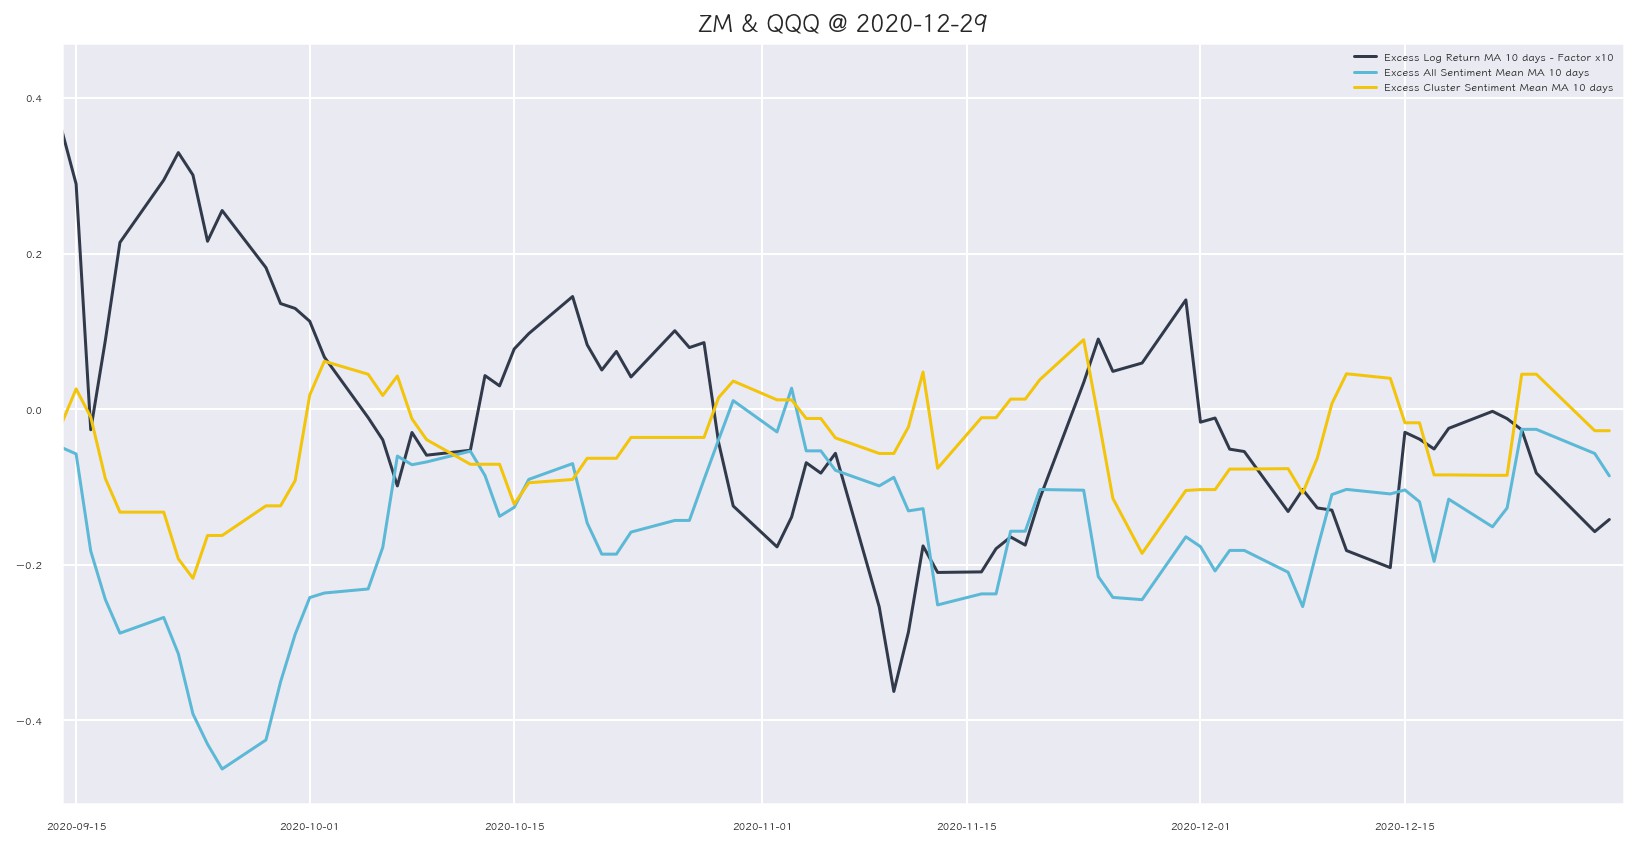 ZM & QQQ @ 2020-12-29
Excess Log Return MA 10 days - Factor x10
Excess All Sentiment Mean MA 10 days
Excess Cluster Sentiment Mean MA 10 days
0.4
0.2
0.0
−0.2
−0.4
2020-09-15 2020-10-01 2020-10-15 2020-11-01 2020-11-15 2020-12-01 2020-12-15